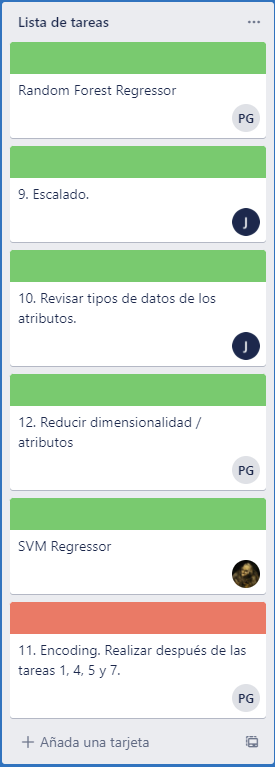 Lista de tareas
Random Forest Regressor
PG
9. Escalado.
J
10. Revisar tipos de datos de los
atributos.
J
12. Reducir dimensionalidad /
atributos
PG
SVM Regressor
11. Encoding. Realizar después de las
tareas 1, 4, 5 y 7.
PG
Añada una tarjeta